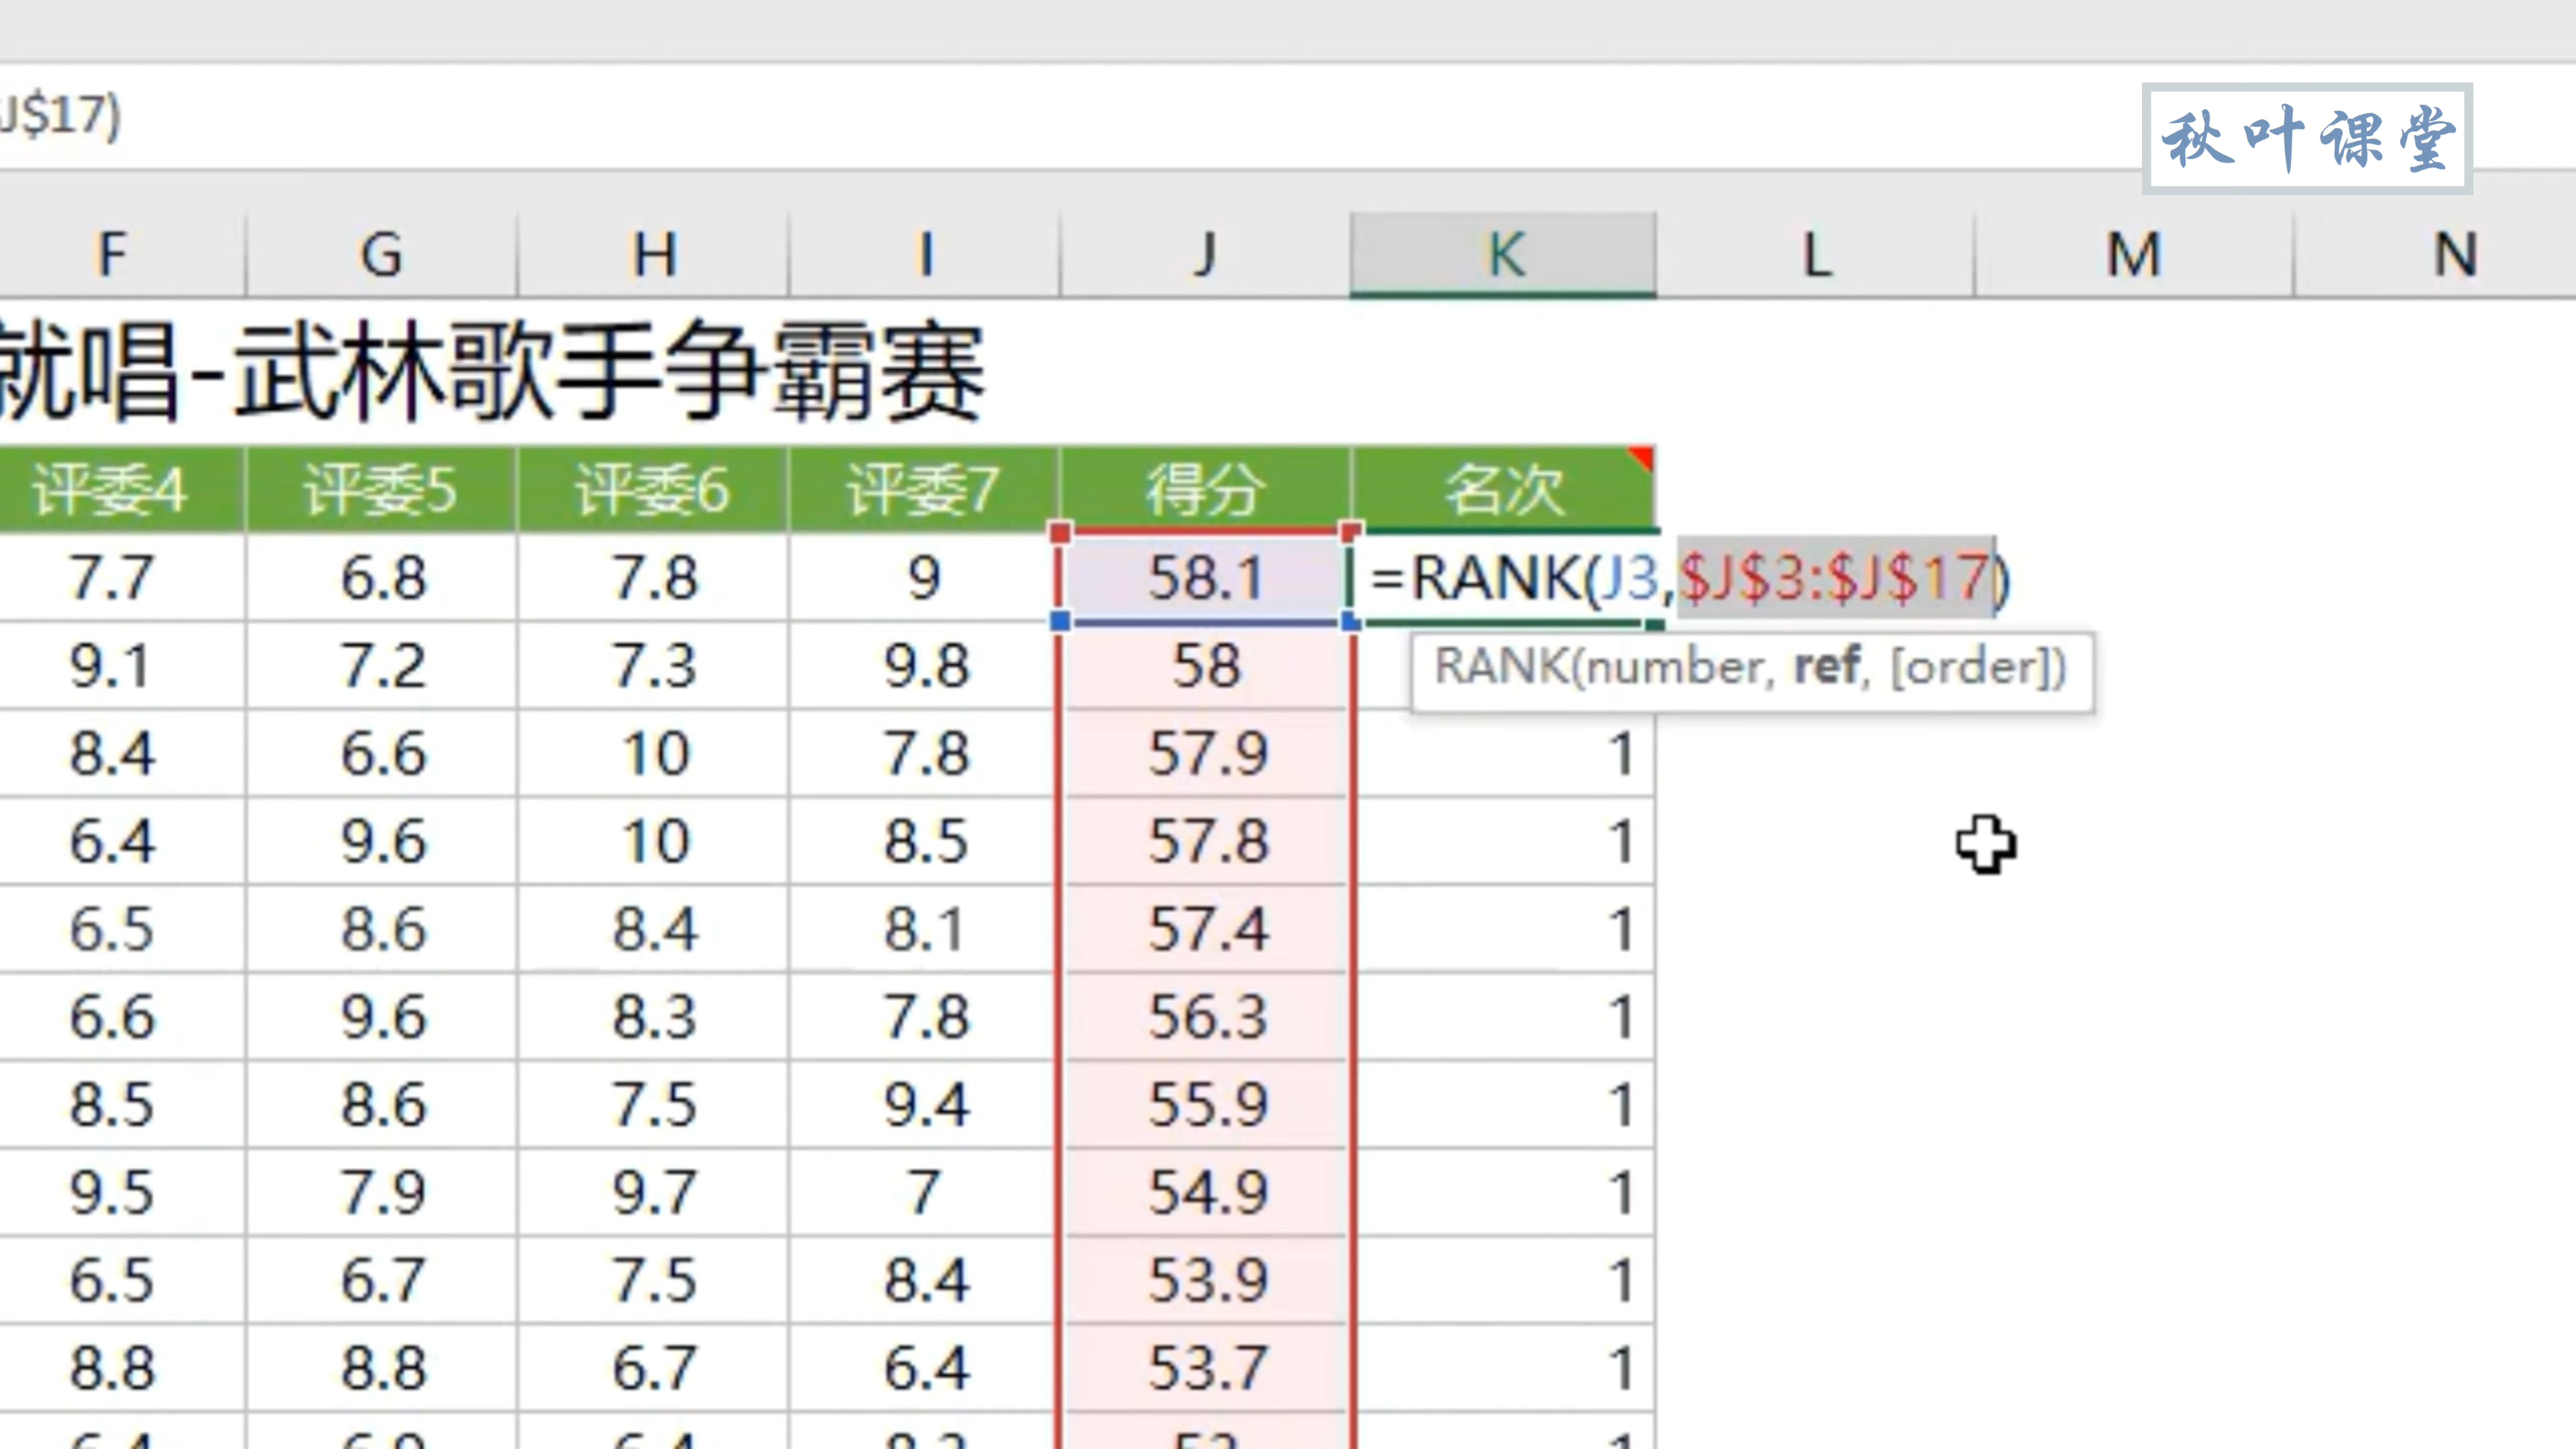 J$17)
秋叶课堂
F G H I J K L M N
就唱-武林歌手争霸赛
评委4 评委5 评委6 评委7 得分 名次
7.7 6.8 7.8 9 58.1 =RANK(J3,$J$3:$J$17)
9.1 7.2 7.3 9.8 58
RANK(number, ref, [order])
8.4 6.6 10 7.8 57.9 1
6.4 9.6 10 8.5 57.8 1
6.5 8.6 8.4 8.1 57.4 1
6.6 9.6 8.3 7.8 56.3 1
8.5 8.6 7.5 9.4 55.9 1
9.5 7.9 9.7 7 54.9 1
6.5 6.7 7.5 8.4 53.9 1
8.8 8.8 6.7 6.4 53.7 1